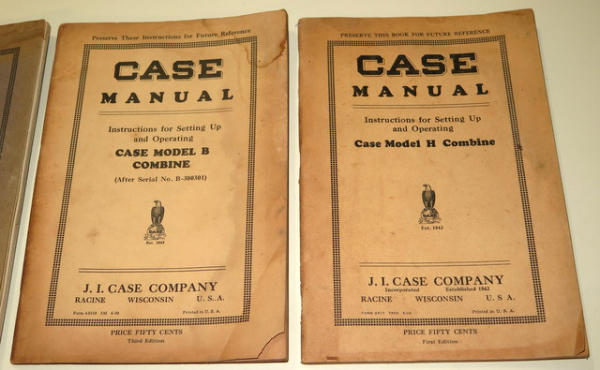 Preserve These Instructions for Future Reference
CASE
MANUAL
Instructions for Setting Up
and Operating
CASE MODEL B
COMBINE
(After Serial No. B-300301)
Est. 1842
J. I. CASE COMPANY
RACINE WISCONSIN U. S. A.
Printed in U. S. A.
PRICE FIFTY CENTS
Third Edition
PRESERVE THIS BOOK FOR FUTURE REFERENCE
CASE
MANUAL
Instructions for Setting Up
and Operating
Case Model H Combine
Est. 1842
J. I. CASE COMPANY
Incorporated Established 1842
RACINE WISCONSIN U. S. A.
Printed in U. S. A.
PRICE FIFTY CENTS
First Edition